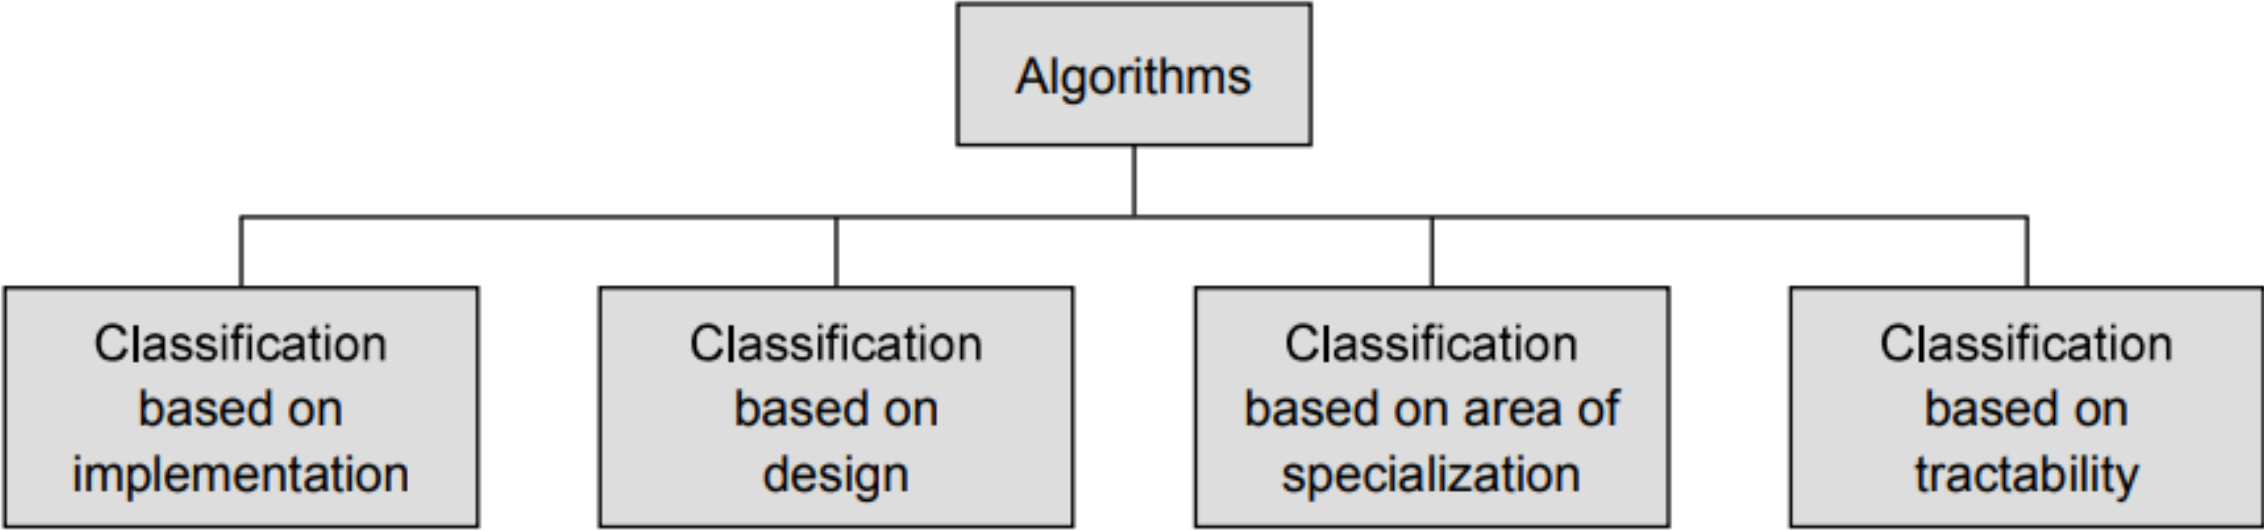 Algorithms
Classification
based on
implementation
Classification
based on
design
Classification
based on area of
specialization
Classification
based on
tractability